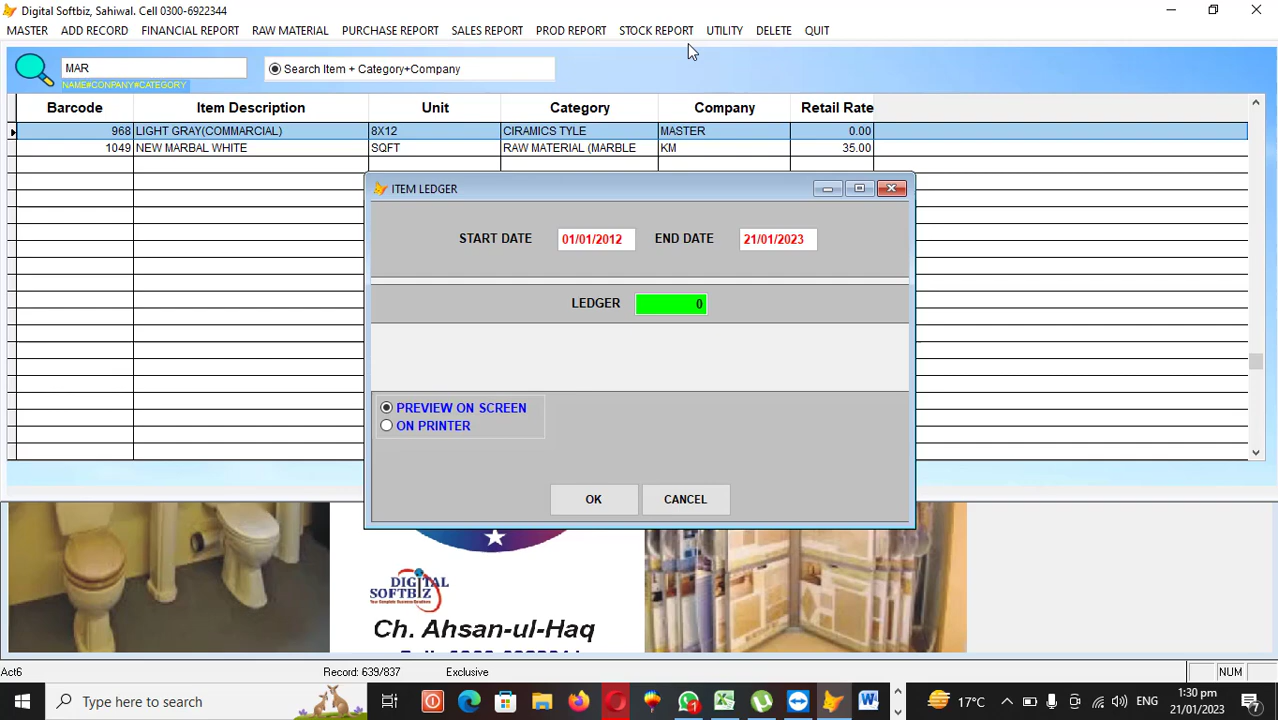 Digital Softbiz, Sahiwal. Cell 0300-6922344
MASTER ADD RECORD FINANCIAL REPORT RAW MATERIAL PURCHASE REPORT SALES REPORT PROD REPORT STOCK REPORT UTILITY DELETE QUIT
MAR
Search Item + Category+Company
NAME#CONPANY#CATEGORY
Barcode Item Description Unit Category Company Retail Rate
968 LIGHT GRAY(COMMARCIAL) 8X12 CIRAMICS TYLE MASTER 0.00
1049 NEW MARBAL WHITE SQFT RAW MATERIAL (MARBLE KM 35.00
ITEM LEDGER
START DATE 01/01/2012 END DATE 21/01/2023
LEDGER 0
PREVIEW ON SCREEN
ON PRINTER
OK CANCEL
DIGITAL
SOFTBIZ
Ch. Ahsan-ul-Haq
Act6 Record: 639/837 Exclusive NUM
Type here to search
1
17°C
ENG
1:30 pm
21/01/2023
7